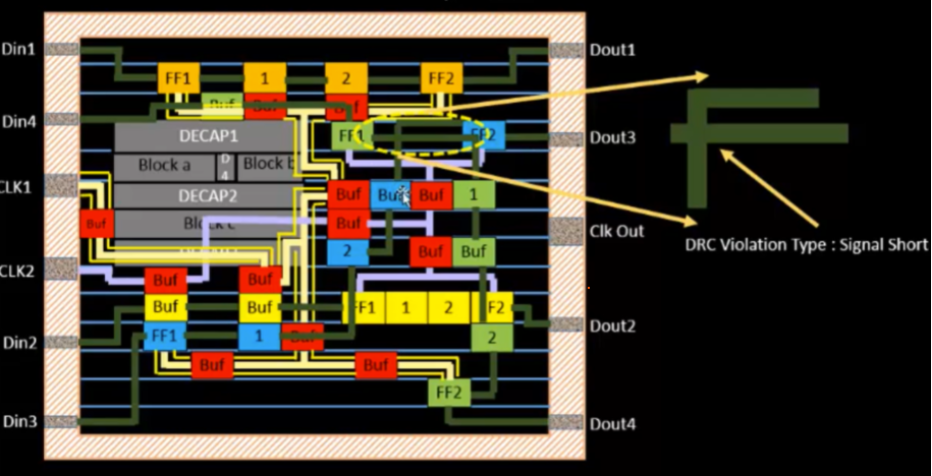 Din1
Dout1
FF1
1
2
FF2
Buf
Buf
Buf
Din4
DECAP1
FF1
FF2
Dout3
Block a
D
4
Block b
CLK1
DECAP2
Buf
Buf
Buf
1
Buf
Block c
Buf
Clk Out
DRC Violation Type : Signal Short
2
Buf
Buf
CLK2
Buf
Buf
Buf
Buf
FF1
1
2
F2
Dout2
Din2
FF1
1
Buf
2
Buf
Buf
FF2
Din3
Dout4